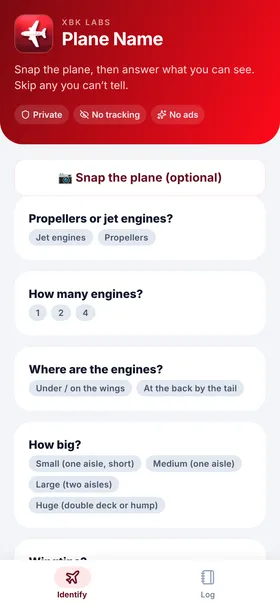 XBK LABS
Plane Name
Snap the plane, then answer what you can see.
Skip any you can't tell.
Private
No tracking
No ads
📷 Snap the plane (optional)
Propellers or jet engines?
Jet engines
Propellers
How many engines?
1
2
4
Where are the engines?
Under / on the wings
At the back by the tail
How big?
Small (one aisle, short)
Medium (one aisle)
Large (two aisles)
Huge (double deck or hump)
Wingtips?
Identify
Log